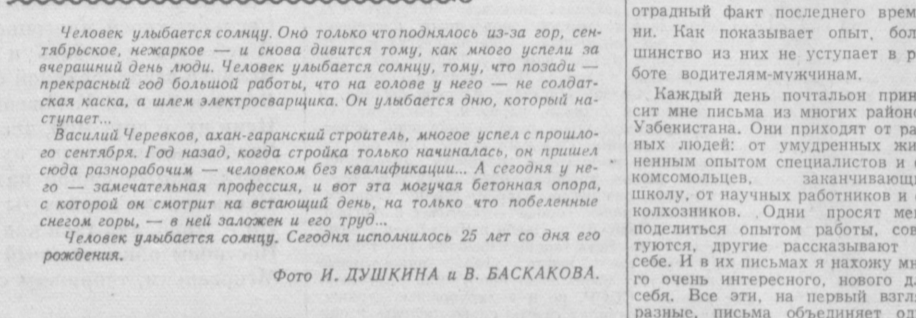 Человек улыбается солнцу. Оно только что поднялось из-за гор, сен-
тябрьское, нежаркое — и снова дивится тому, как много успели за
вчерашний день люди. Человек улыбается солнцу, тому, что позади —
прекрасный год большой работы, что на голове у него — не солдат-
ская каска, а шлем электросварщика. Он улыбается дню, который на-
ступает...
Василий Черевков, ахан-гаранский строитель, многое успел с прошло-
го сентября. Год назад, когда стройка только начиналась, он пришел
сюда разнорабочим — человеком без квалификации... А сегодня у не-
го — замечательная профессия, и вот эта могучая бетонная опора,
с которой он смотрит на встающий день, на только что побеленные
снегом горы, — в ней заложен и его труд...
Человек улыбается солнцу. Сегодня исполнилось 25 лет со дня его
рождения.
Фото И. ДУШКИНА и В. БАСКАКОВА.
отрадный факт последнего врем
ни. Как показывает опыт, бол
шинство из них не уступает в р
боте водителям-мужчинам.
Каждый день почтальон прин
сит мне письма из многих районо
Узбекистана. Они приходят от ра
ных людей: от умудренных жи
ненным опытом специалистов и
комсомольцев, заканчивающи
школу, от научных работников и
колхозников. Одни просят ме
поделиться опытом работы, сов
туются, другие рассказывают
себе. И в их письмах я нахожу мн
го очень интересного, нового д
себя. Все эти, на первый взгл
разные, письма объединяет од